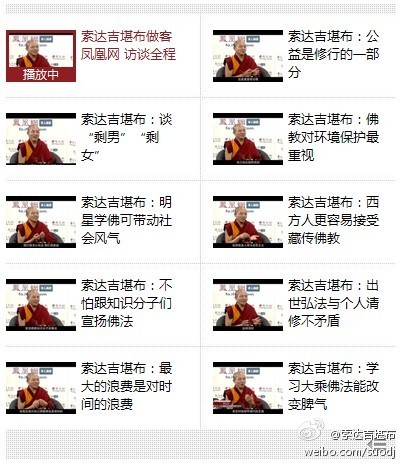 索达吉堪布做客
凤凰网 访谈全程
播放中
索达吉堪布：公
益是修行的一部
分
索达吉堪布：谈
“剩男”“剩
女”
索达吉堪布：佛
教对环境保护最
重视
索达吉堪布：明
星学佛可带动社
会风气
索达吉堪布：西
方人更容易接受
藏传佛教
索达吉堪布：不
怕跟知识分子们
宣扬佛法
索达吉堪布：出
世弘法与个人清
修不矛盾
索达吉堪布：最
大的浪费是对时
间的浪费
索达吉堪布：学
习大乘佛法能改
变脾气
@索达吉堪布
weibo.com/suodj